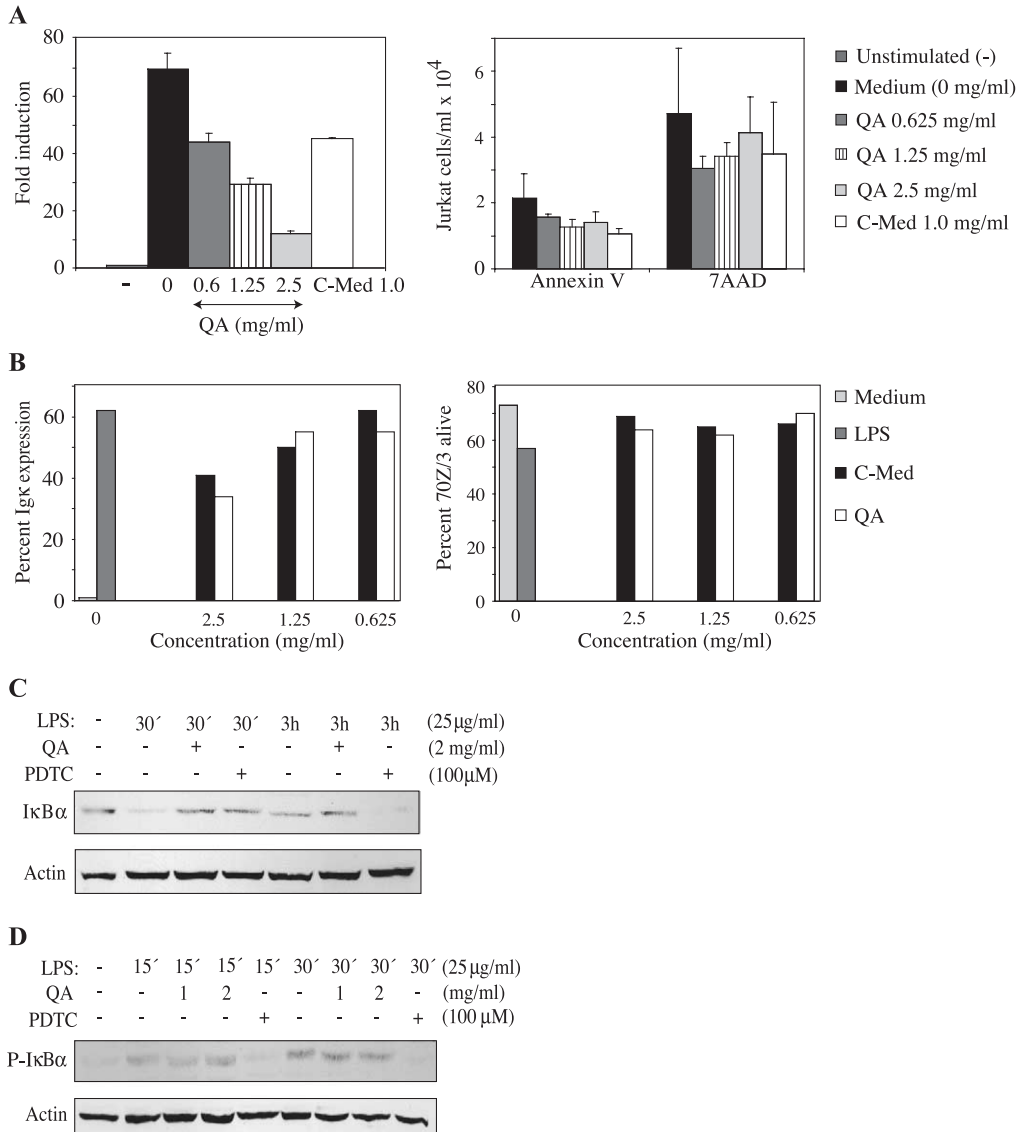 A
Fold induction
80
60
40
20
0
- 0 0.6 1.25 2.5 C-Med 1.0
QA (mg/ml)
Jurkat cells/ml x 10^4
6
4
2
0
Annexin V 7AAD
Unstimulated (-)
Medium (0 mg/ml)
QA 0.625 mg/ml
QA 1.25 mg/ml
QA 2.5 mg/ml
C-Med 1.0 mg/ml
B
Percent Igκ expression
60
40
20
0
0 2.5 1.25 0.625
Concentration (mg/ml)
Percent 70Z/3 alive
80
60
40
20
0
0 2.5 1.25 0.625
Concentration (mg/ml)
Medium
LPS
C-Med
QA
C
LPS: - 30´ 30´ 30´ 3h 3h 3h (25µg/ml)
QA - - + - - + - (2 mg/ml)
PDTC - - - + - - + (100µM)
IκBα
Actin
D
LPS: - 15´ 15´ 15´ 15´ 30´ 30´ 30´ 30´ (25µg/ml)
QA - - 1 2 - - 1 2 - (mg/ml)
PDTC - - - - + - - - + (100 µM)
P-IκBα
Actin